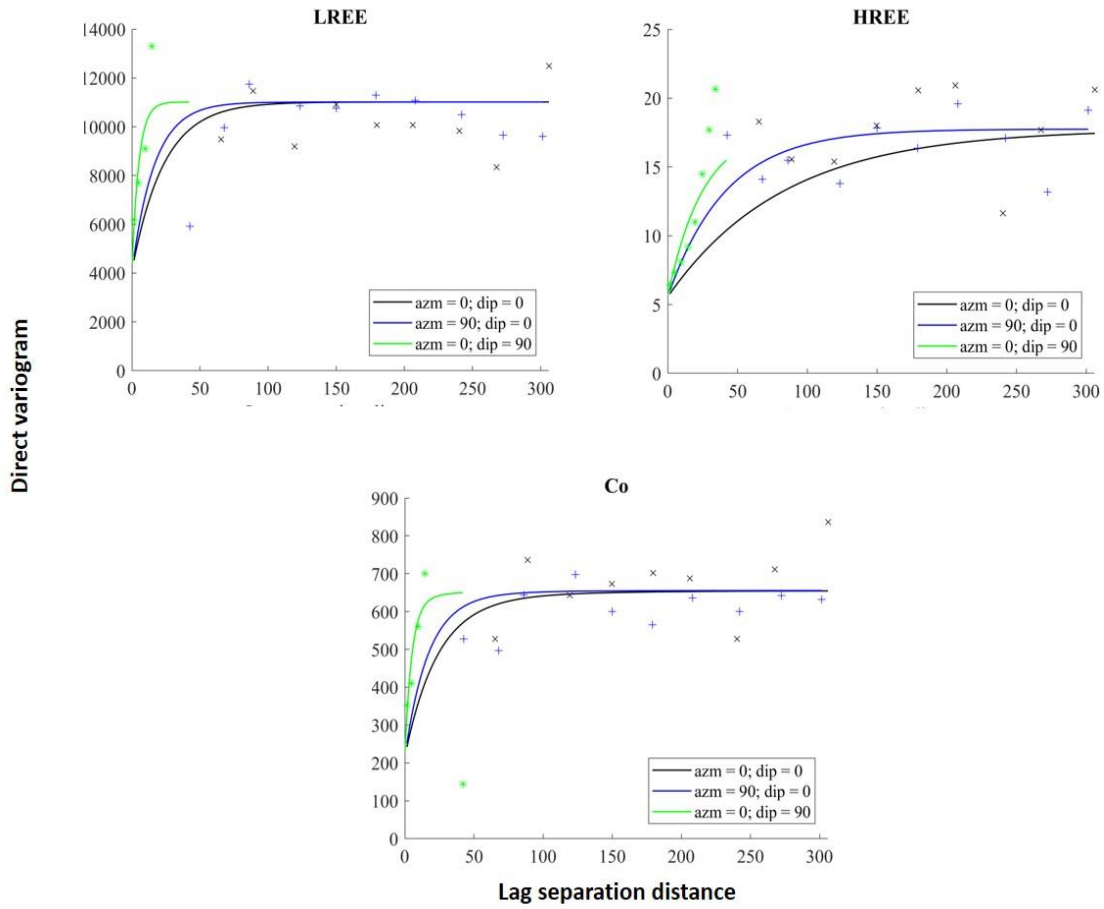 LREE
14000
12000
10000
8000
6000
4000
2000
0
0 50 100 150 200 250 300
azm = 0; dip = 0
azm = 90; dip = 0
azm = 0; dip = 90
HREE
25
20
15
10
5
0
0 50 100 150 200 250 300
azm = 0; dip = 0
azm = 90; dip = 0
azm = 0; dip = 90
Direct variogram
Co
900
800
700
600
500
400
300
200
100
0
0 50 100 150 200 250 300
azm = 0; dip = 0
azm = 90; dip = 0
azm = 0; dip = 90
Lag separation distance